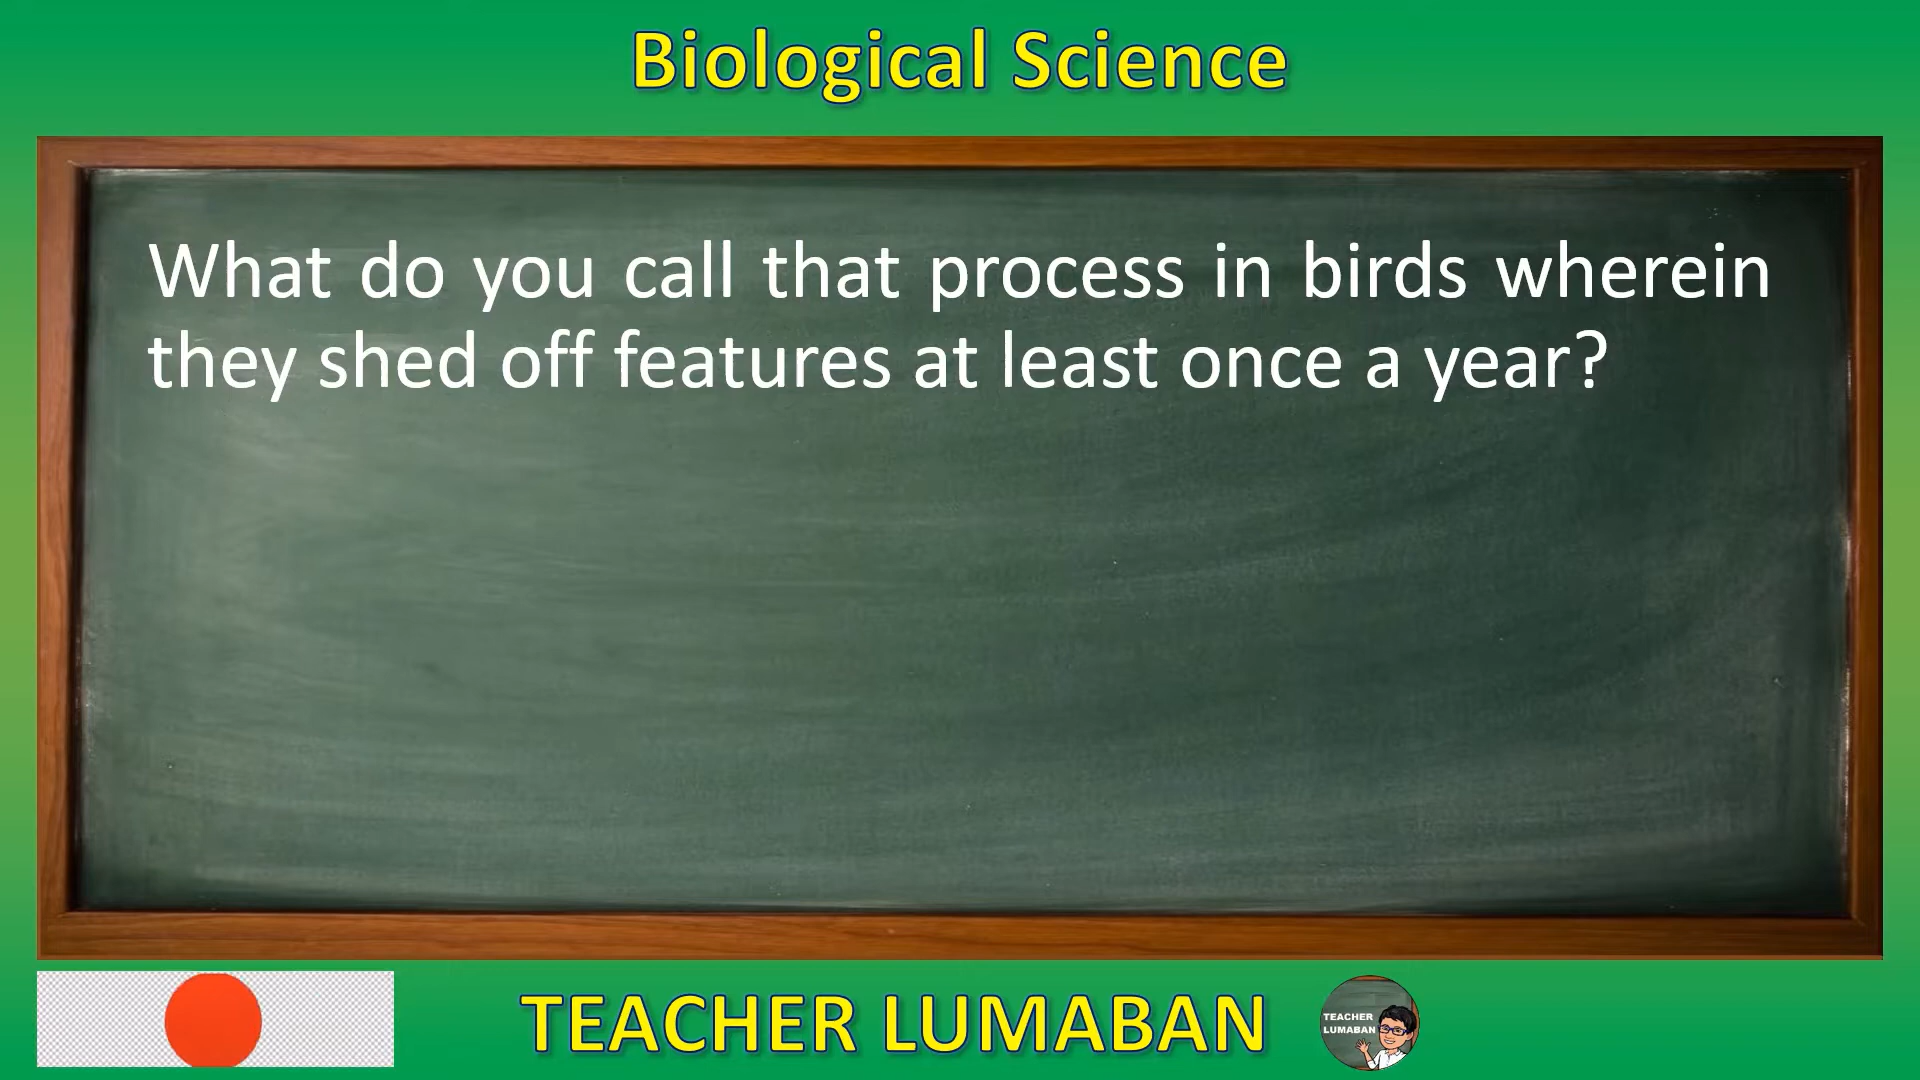 Biological Science
What do you call that process in birds wherein
they shed off features at least once a year?
TEACHER LUMABAN
TEACHER
LUMABAN